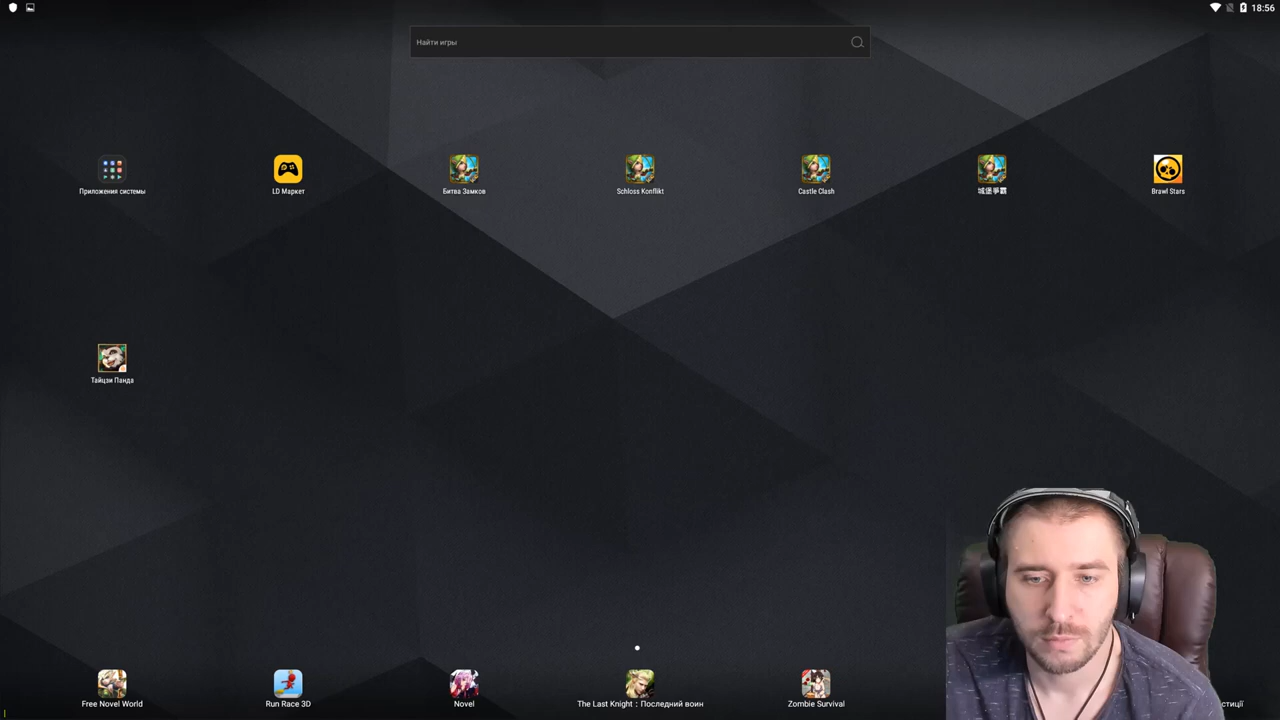 18:56
Найти игры
Приложения системы
LD Маркет
Битва Замков
Schloss Konflikt
Castle Clash
城堡爭霸
Brawl Stars
Тайцзи Панда
Free Novel World
Run Race 3D
Novel
The Last Knight : Последний воин
Zombie Survival
стиції